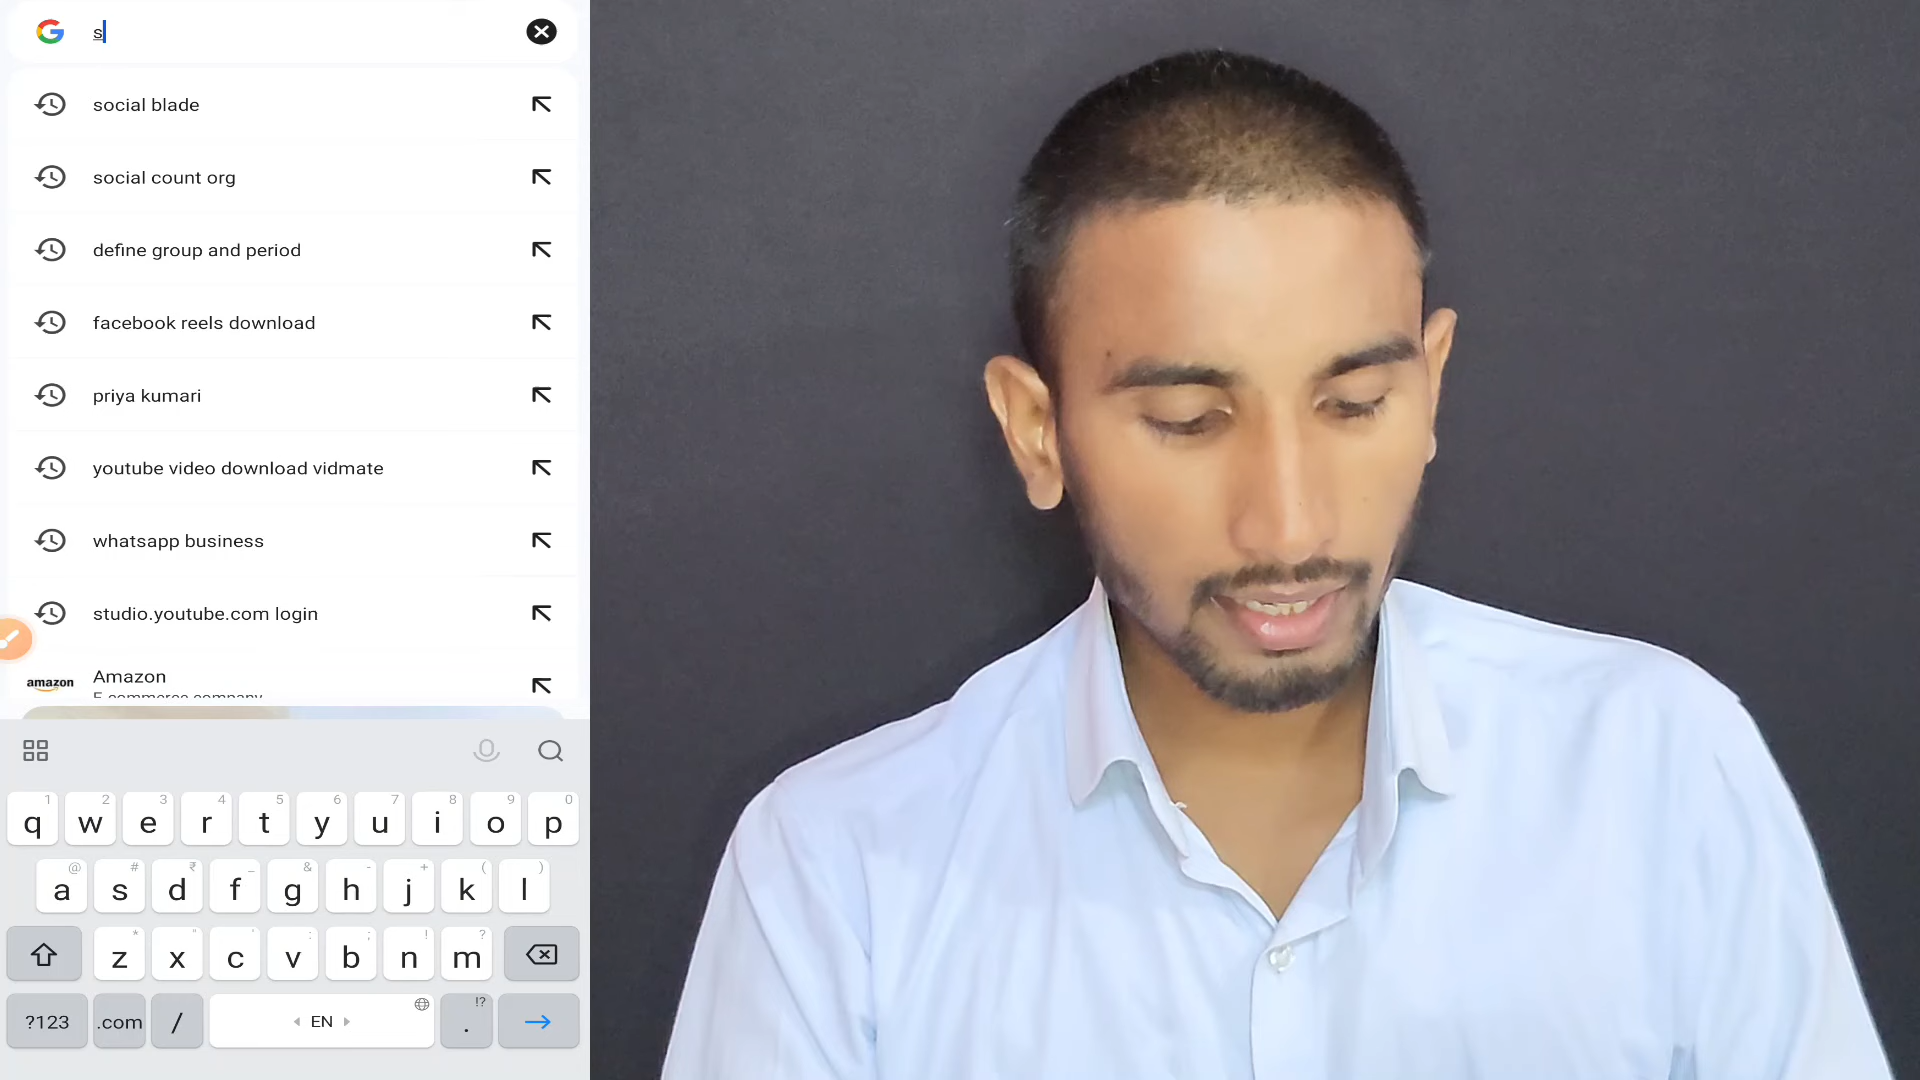 s
social blade
social count org
define group and period
facebook reels download
priya kumari
youtube video download vidmate
whatsapp business
studio.youtube.com login
amazon
Amazon
E-commerce company
1 2 3 4 5 6 7 8 9 0
q w e r t y u i o p
@ # ₹ _ & - + ( )
a s d f g h j k l
* " ' : ; ! ?
z x c v b n m
?123 .com / EN !? .